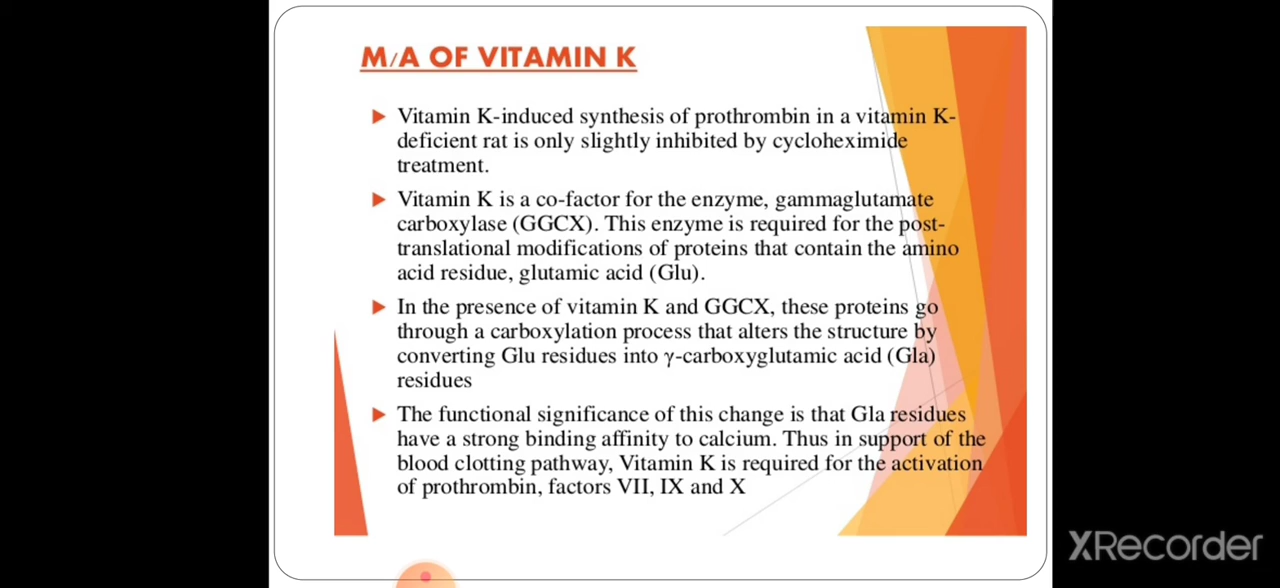 M/A OF VITAMIN K
Vitamin K-induced synthesis of prothrombin in a vitamin K-
deficient rat is only slightly inhibited by cycloheximide
treatment.
Vitamin K is a co-factor for the enzyme, gammaglutamate
carboxylase (GGCX). This enzyme is required for the post-
translational modifications of proteins that contain the amino
acid residue, glutamic acid (Glu).
In the presence of vitamin K and GGCX, these proteins go
through a carboxylation process that alters the structure by
converting Glu residues into γ-carboxyglutamic acid (Gla)
residues
The functional significance of this change is that Gla residues
have a strong binding affinity to calcium. Thus in support of the
blood clotting pathway, Vitamin K is required for the activation
of prothrombin, factors VII, IX and X
XRecorder